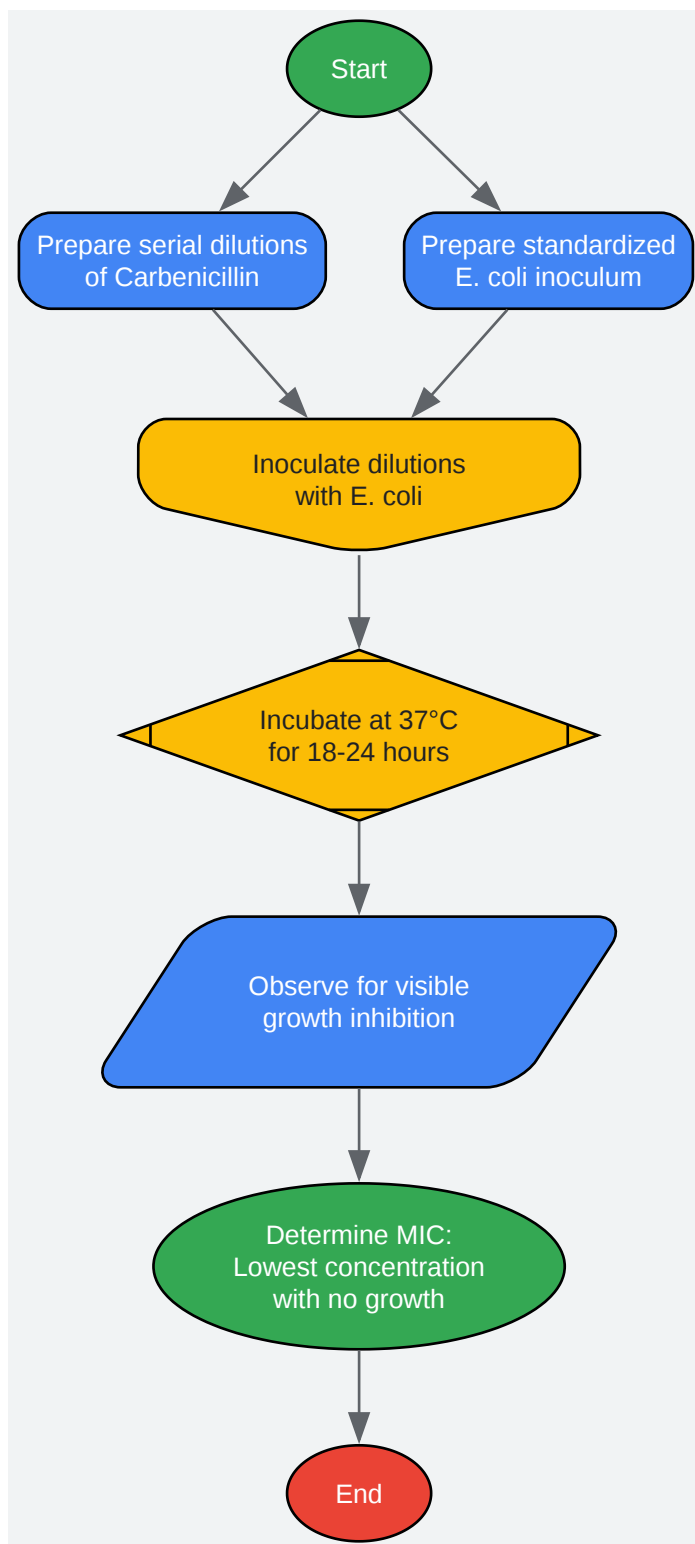 Start
Prepare serial dilutions
of Carbenicillin
Prepare standardized
E. coli inoculum
Inoculate dilutions
with E. coli
Incubate at 37°C
for 18-24 hours
Observe for visible
growth inhibition
Determine MIC:
Lowest concentration
with no growth
End